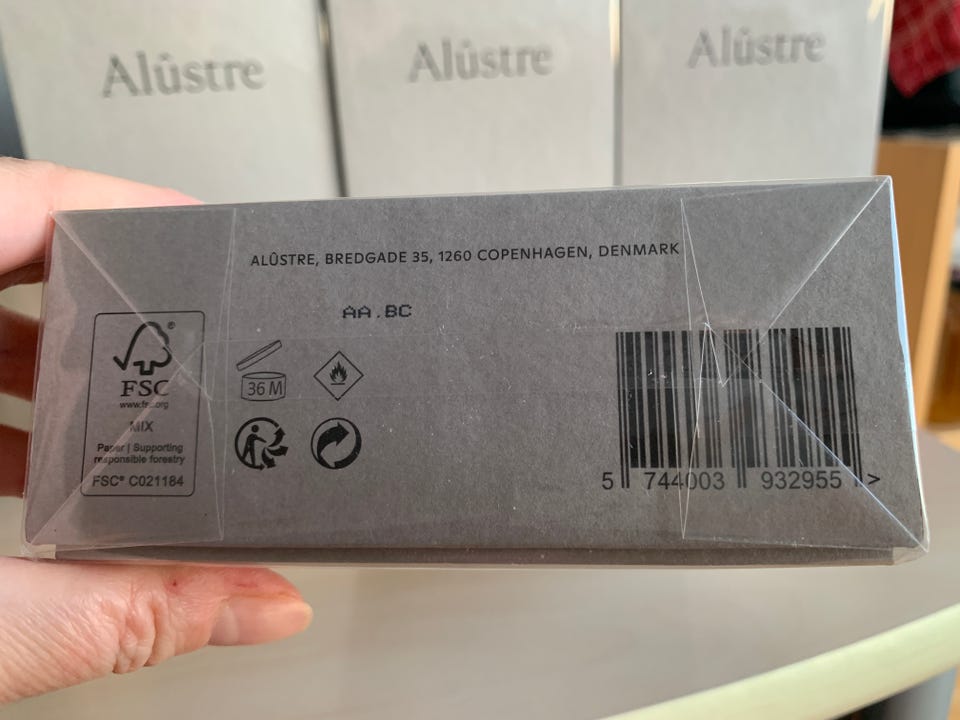 Alûstre
Alûstre
Alûstre
ALÛSTRE, BREDGADE 35, 1260 COPENHAGEN, DENMARK
AA.BC
FSC®
www.fsc.org
MIX
Paper | Supporting
responsible forestry
FSC® C021184
36 M
5 744003 932955 >